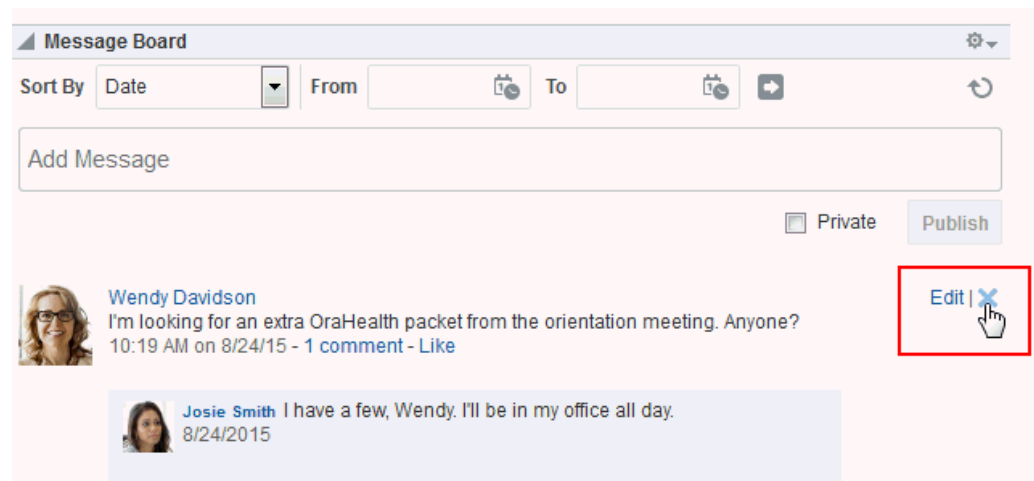 Message Board
Sort By Date From To
Add Message
Private Publish
Wendy Davidson Edit |
I'm looking for an extra OraHealth packet from the orientation meeting. Anyone?
10:19 AM on 8/24/15 - 1 comment - Like
Josie Smith I have a few, Wendy. I'll be in my office all day.
8/24/2015